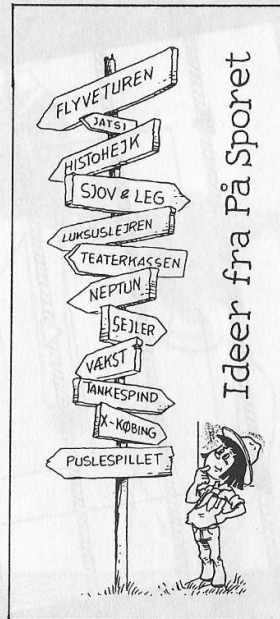 FLYVETUREN
JATSI
HISTOHEJK
SJOV & LEG
LUKSUSLEJREN
TEATERKASSEN
NEPTUN
SEJLER
VÆKST
TANKESPIND
X-KØBING
PUSLESPILLET
Ideer fra På Sporet